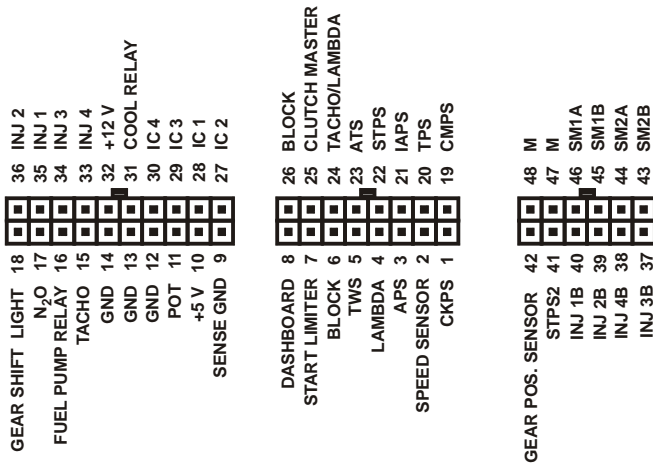 36 INJ 2
35 INJ 1
34 INJ 3
33 INJ 4
32 +12 V
31 COOL RELAY
30 IC 4
29 IC 3
28 IC 1
27 IC 2
GEAR SHIFT LIGHT 18
N₂O 17
FUEL PUMP RELAY 16
TACHO 15
GND 14
GND 13
GND 12
POT 11
+5 V 10
SENSE GND 9
26 BLOCK
25 CLUTCH MASTER
24 TACHO/LAMBDA
23 ATS
22 STPS
21 IAPS
20 TPS
19 CMPS
DASHBOARD 8
START LIMITER 7
BLOCK 6
TWS 5
LAMBDA 4
APS 3
SPEED SENSOR 2
CKPS 1
48 M
47 M
46 SM1A
45 SM1B
44 SM2A
43 SM2B
GEAR POS. SENSOR 42
STPS2 41
INJ 1B 40
INJ 2B 39
INJ 4B 38
INJ 3B 37